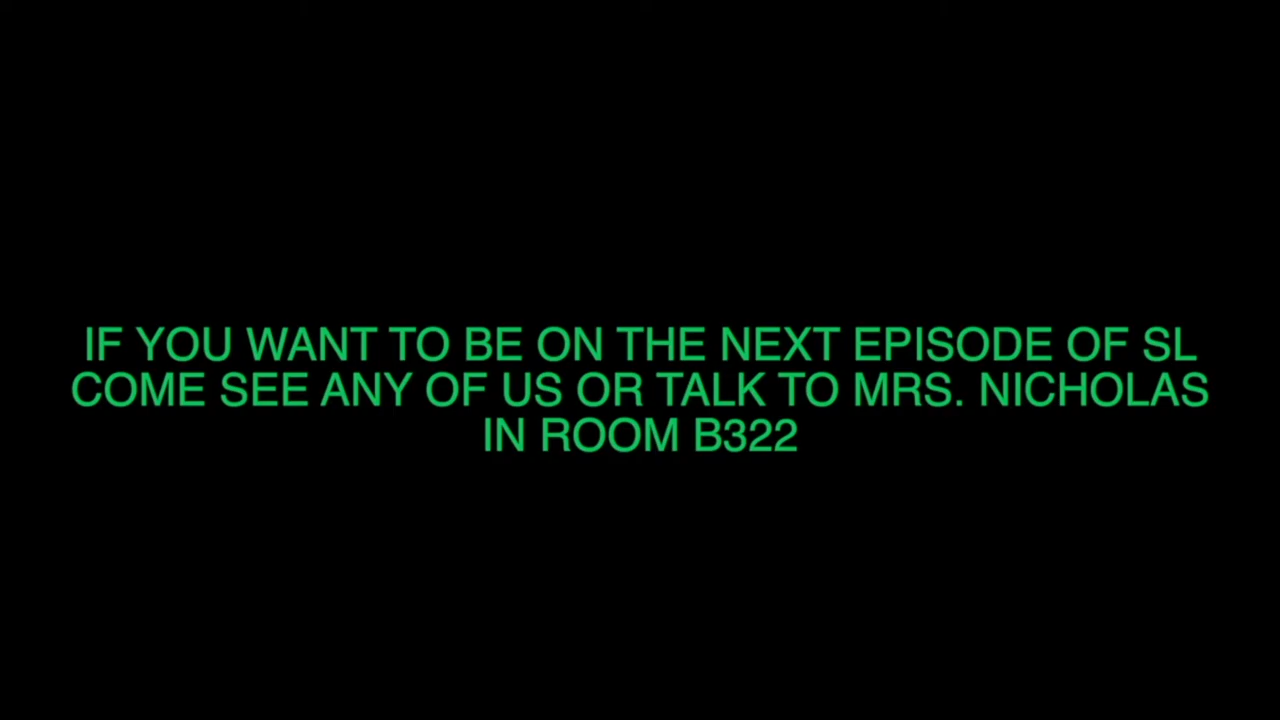 IF YOU WANT TO BE ON THE NEXT EPISODE OF SL
COME SEE ANY OF US OR TALK TO MRS. NICHOLAS
IN ROOM B322